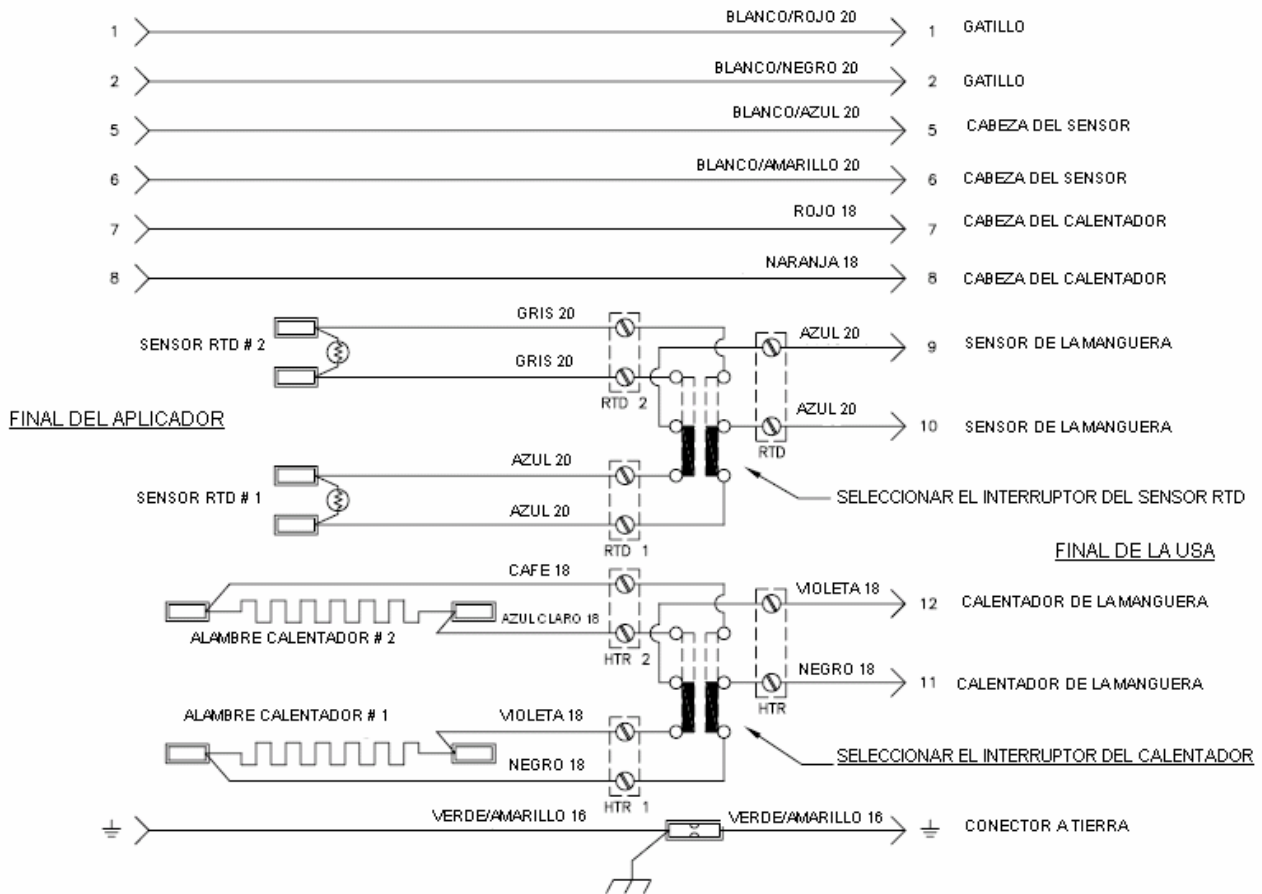 BLANCO/ROJO 20
1 1 GATILLO
BLANCO/NEGRO 20
2 2 GATILLO
BLANCO/AZUL 20
5 5 CABEZA DEL SENSOR
BLANCO/AMARILLO 20
6 6 CABEZA DEL SENSOR
ROJO 18
7 7 CABEZA DEL CALENTADOR
NARANJA 18
8 8 CABEZA DEL CALENTADOR
GRIS 20
SENSOR RTD # 2
AZUL 20
9 SENSOR DE LA MANGUERA
GRIS 20
RTD 2
FINAL DEL APLICADOR
AZUL 20
10 SENSOR DE LA MANGUERA
RTD
AZUL 20
SENSOR RTD # 1
SELECCIONAR EL INTERRUPTOR DEL SENSOR RTD
AZUL 20
RTD 1
FINAL DE LA USA
CAFE 18
VIOLETA 18
12 CALENTADOR DE LA MANGUERA
AZUL CLARO 18
ALAMBRE CALENTADOR # 2
HTR 2
NEGRO 18
11 CALENTADOR DE LA MANGUERA
HTR
ALAMBRE CALENTADOR # 1
VIOLETA 18
SELECCIONAR EL INTERRUPTOR DEL CALENTADOR
NEGRO 18
HTR 1
VERDE/AMARILLO 16
VERDE/AMARILLO 16
CONECTOR A TIERRA